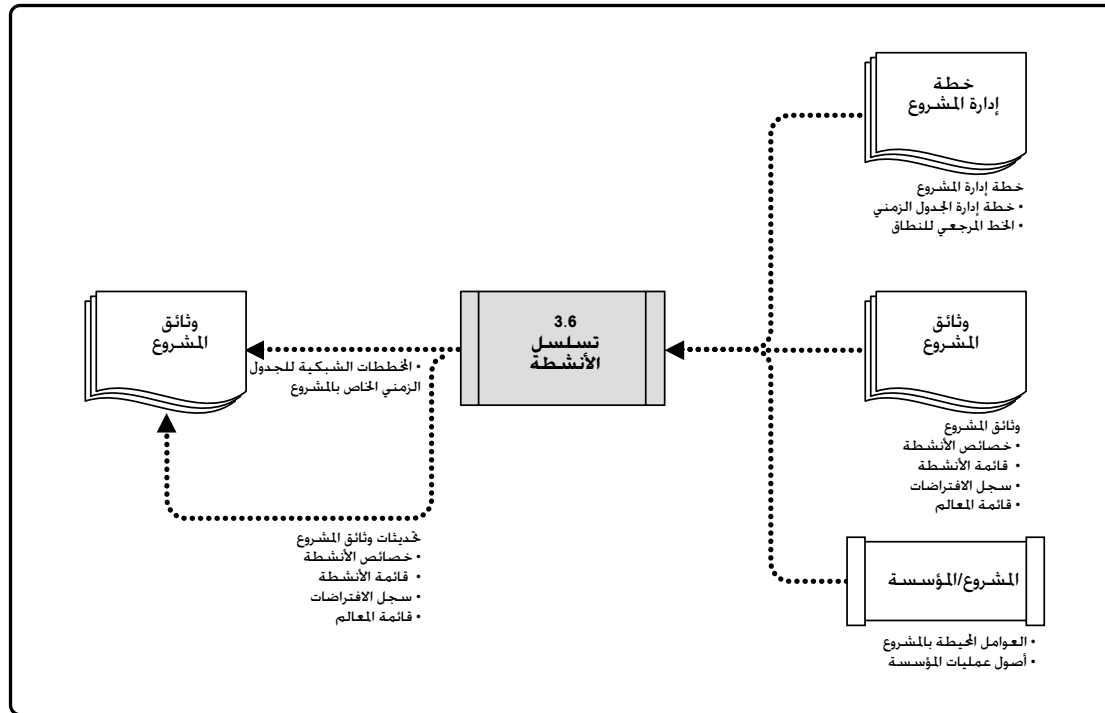 خطة
إدارة المشروع
خطة إدارة المشروع
• خطة إدارة الجدول الزمني
• الخط المرجعي للنطاق
وثائق
المشروع
وثائق المشروع
• خصائص الأنشطة
• قائمة الأنشطة
• سجل الافتراضات
• قائمة المعالم
المشروع/المؤسسة
• العوامل المحيطة بالمشروع
• أصول عمليات المؤسسة
3.6
تسلسل
الأنشطة
• المخططات الشبكية للجدول
الزمني الخاص بالمشروع
وثائق
المشروع
تحديثات وثائق المشروع
• خصائص الأنشطة
• قائمة الأنشطة
• سجل الافتراضات
• قائمة المعالم